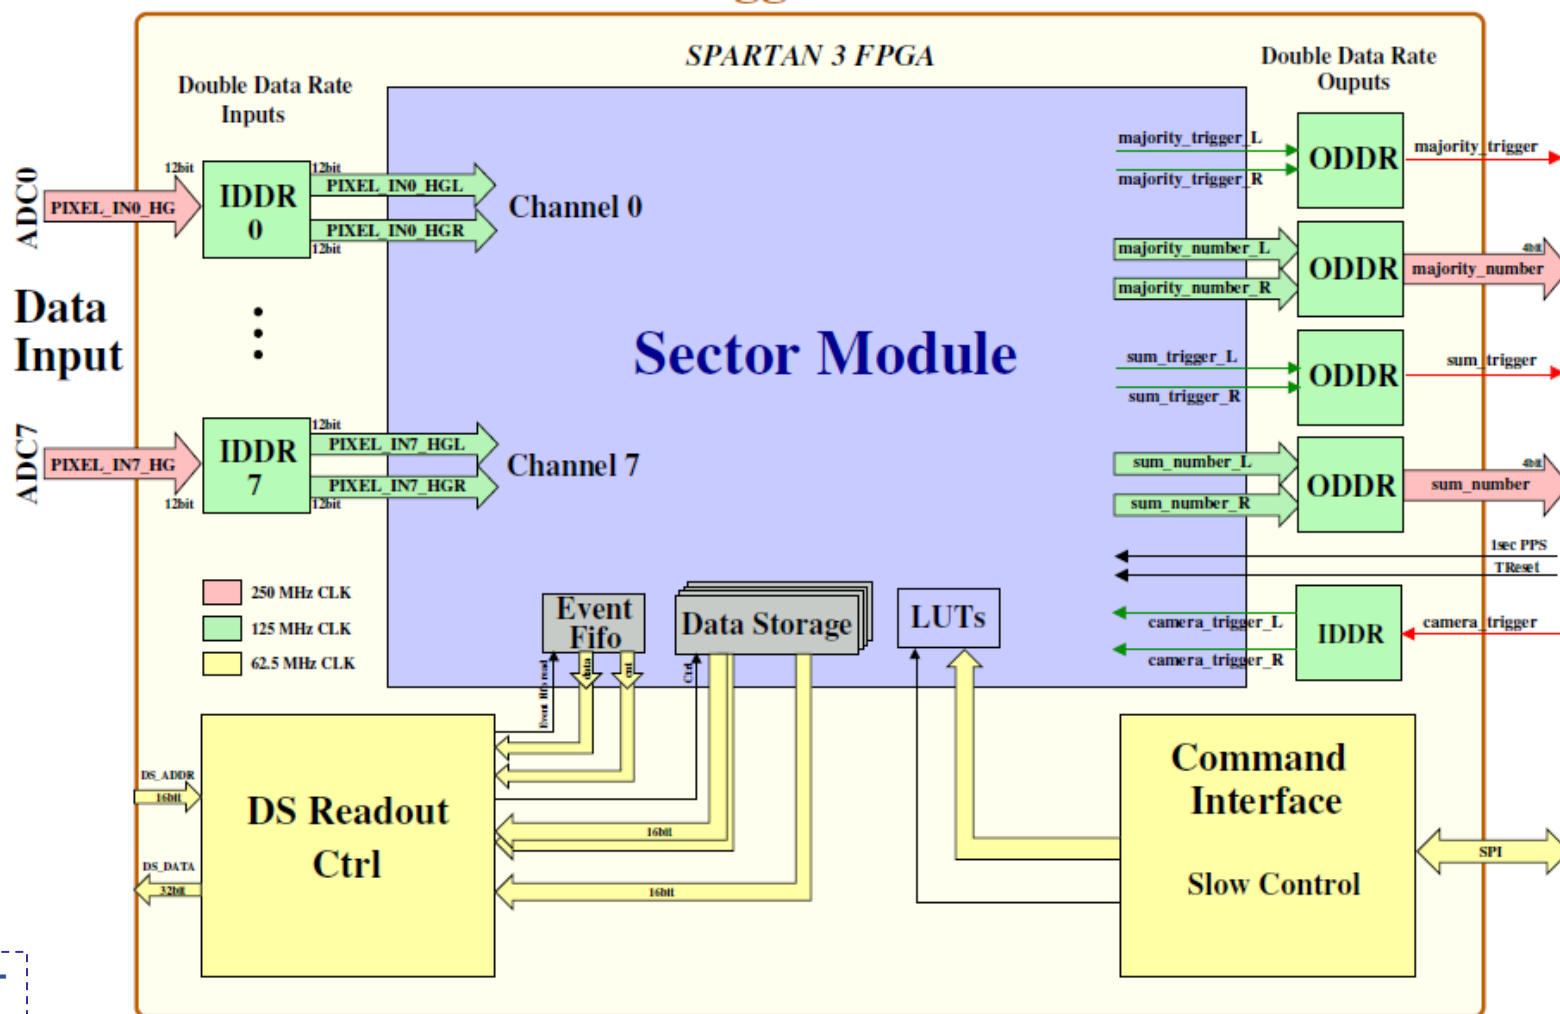 SPARTAN 3 FPGA
Double Data Rate
Inputs
Double Data Rate
Ouputs
ADC0
12bit
PIXEL_IN0_HG
IDDR
0
12bit
PIXEL_IN0_HGL
PIXEL_IN0_HGR
12bit
Channel 0
Data
Input
Sector Module
ADC7
PIXEL_IN7_HG
12bit
IDDR
7
12bit
PIXEL_IN7_HGL
PIXEL_IN7_HGR
12bit
Channel 7
majority_trigger_L
majority_trigger_R
ODDR
majority_trigger
majority_number_L
majority_number_R
ODDR
4bit
majority_number
sum_trigger_L
sum_trigger_R
ODDR
sum_trigger
sum_number_L
sum_number_R
ODDR
4bit
sum_number
1sec PPS
TReset
camera_trigger_L
camera_trigger_R
IDDR
camera_trigger
250 MHz CLK
125 MHz CLK
62.5 MHz CLK
Event
Fifo
Data Storage
LUTs
Event fifo read
data
cnt
Ctrl
DS_ADDR
16bit
DS_DATA
32bit
DS Readout
Ctrl
16bit
16bit
Command
Interface
Slow Control
SPI